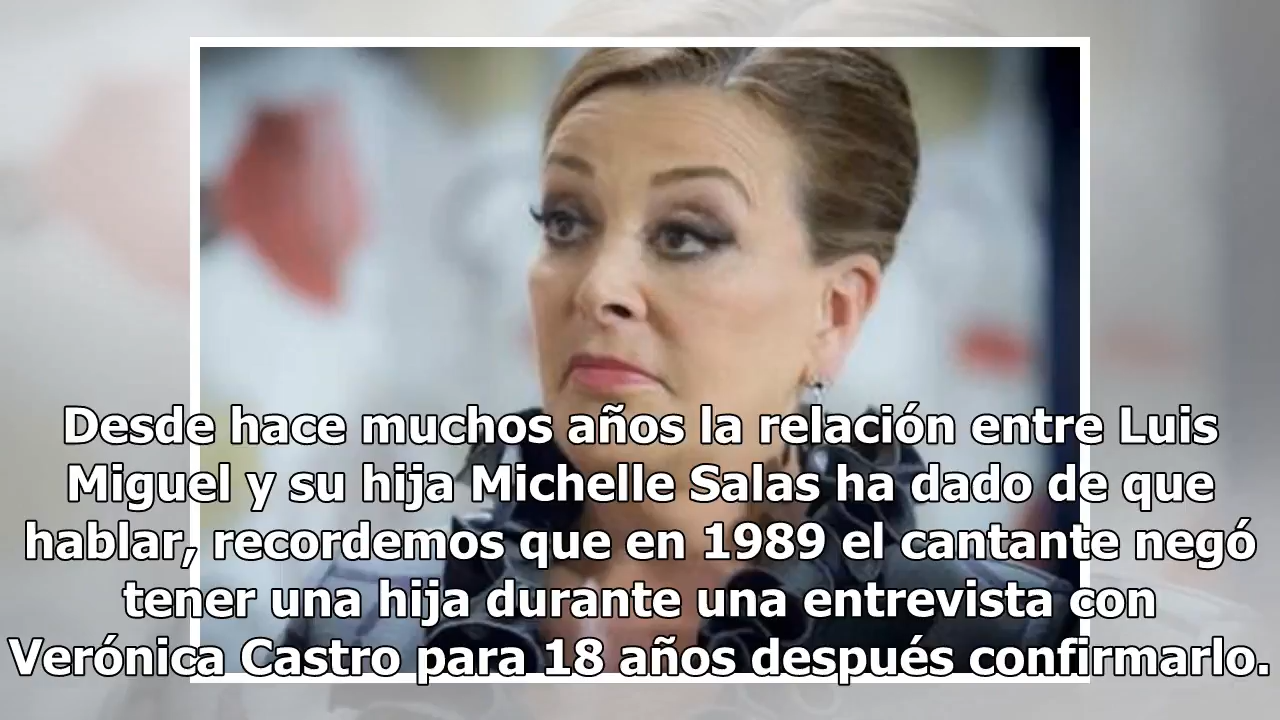 Desde hace muchos años la relación entre Luis
Miguel y su hija Michelle Salas ha dado de que
hablar, recordemos que en 1989 el cantante negó
tener una hija durante una entrevista con
Verónica Castro para 18 años después confirmarlo.